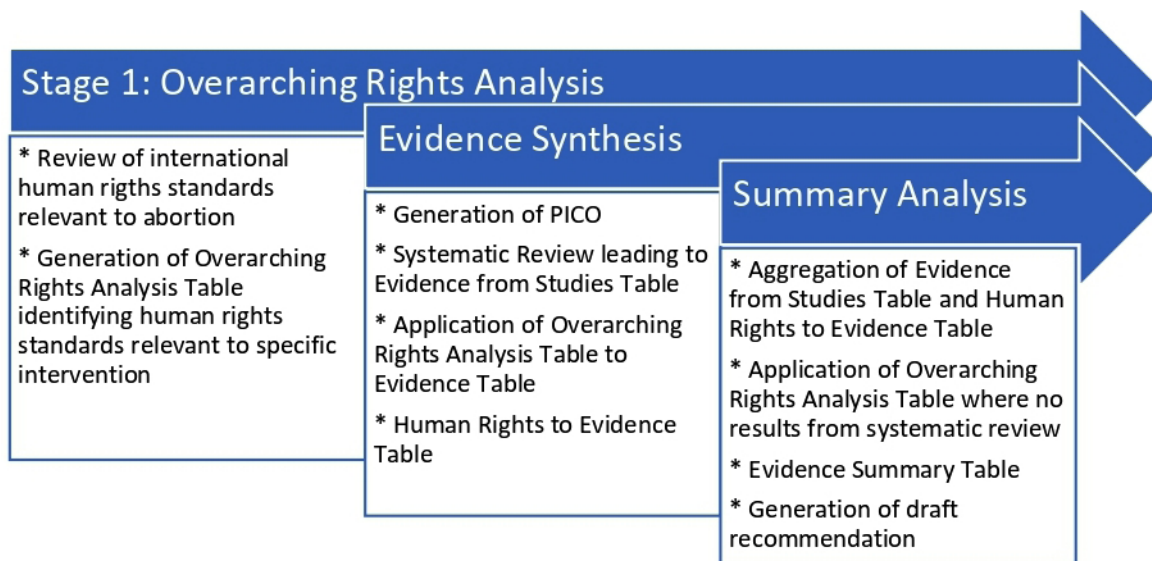 Stage 1: Overarching Rights Analysis
* Review of international
human rigths standards
relevant to abortion
* Generation of Overarching
Rights Analysis Table
identifying human rights
standards relevant to specific
intervention
Evidence Synthesis
* Generation of PICO
* Systematic Review leading to
Evidence from Studies Table
* Application of Overarching
Rights Analysis Table to
Evidence Table
* Human Rights to Evidence
Table
Summary Analysis
* Aggregation of Evidence
from Studies Table and Human
Rights to Evidence Table
* Application of Overarching
Rights Analysis Table where no
results from systematic review
* Evidence Summary Table
* Generation of draft
recommendation